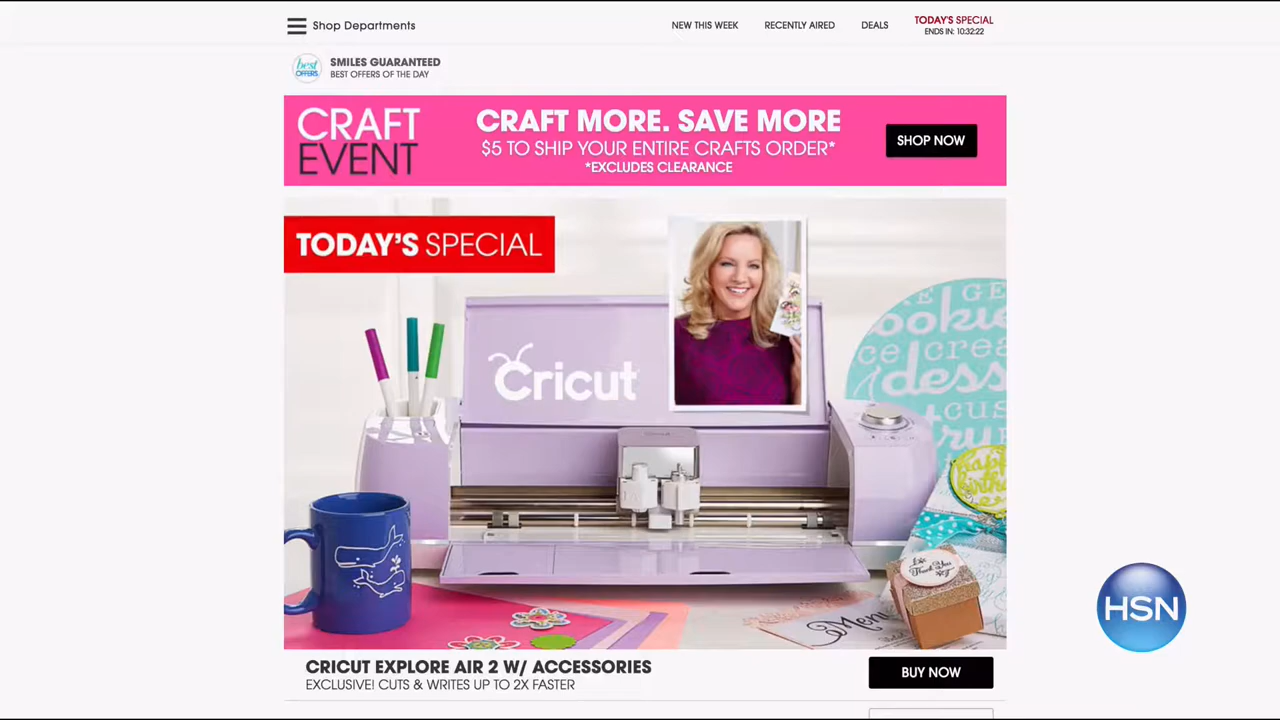 Shop Departments
NEW THIS WEEK
RECENTLY AIRED
DEALS
TODAY'S SPECIAL
ENDS IN: 10:32:22
best
OFFERS
SMILES GUARANTEED
BEST OFFERS OF THE DAY
CRAFT
EVENT
CRAFT MORE. SAVE MORE
$5 TO SHIP YOUR ENTIRE CRAFTS ORDER*
*EXCLUDES CLEARANCE
SHOP NOW
TODAY'S SPECIAL
Cricut
Thank You
Menu
HSN
CRICUT EXPLORE AIR 2 W/ ACCESSORIES
EXCLUSIVE! CUTS & WRITES UP TO 2X FASTER
BUY NOW